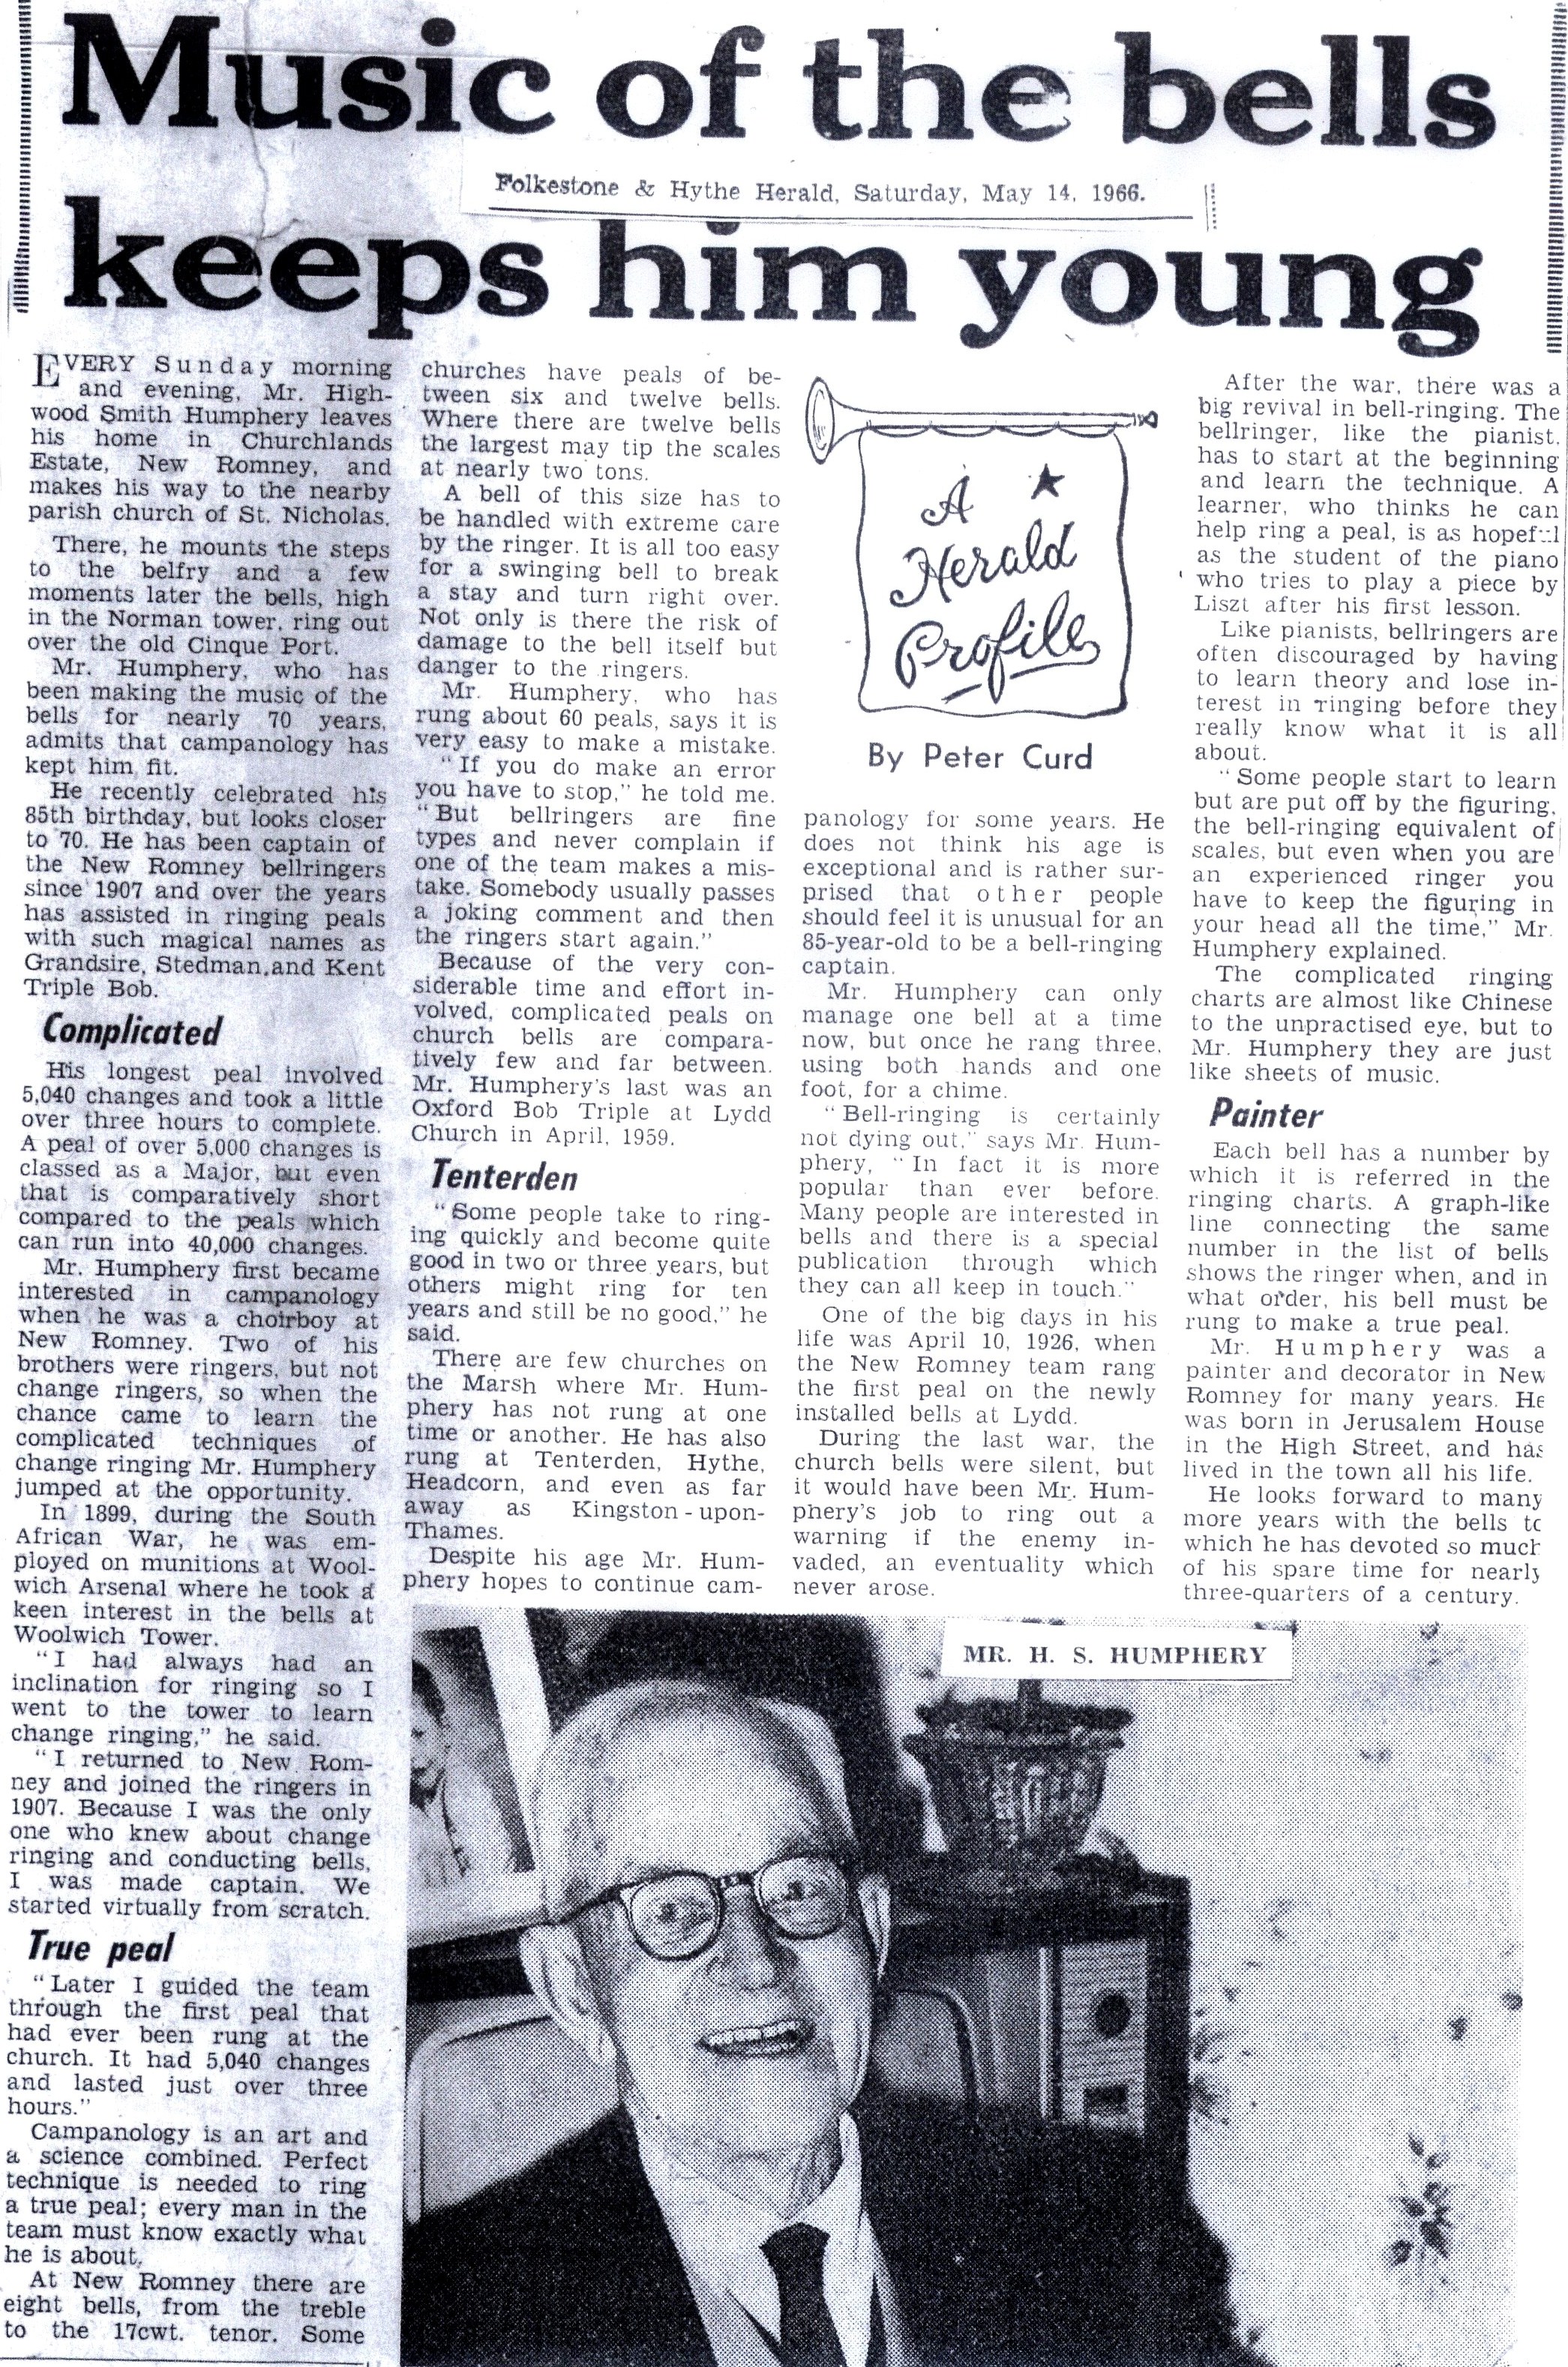 Music of the bells
Folkestone & Hythe Herald, Saturday, May 14, 1966.
keeps him young
EVERY Sunday morning
and evening, Mr. High-
wood Smith Humphery leaves
his home in Churchlands
Estate, New Romney, and
makes his way to the nearby
parish church of St. Nicholas.
There, he mounts the steps
to the belfry and a few
moments later the bells, high
in the Norman tower, ring out
over the old Cinque Port.
Mr. Humphery, who has
been making the music of the
bells for nearly 70 years,
admits that campanology has
kept him fit.
He recently celebrated his
85th birthday, but looks closer
to 70. He has been captain of
the New Romney bellringers
since 1907 and over the years
has assisted in ringing peals
with such magical names as
Grandsire, Stedman, and Kent
Triple Bob.
Complicated
His longest peal involved
5,040 changes and took a little
over three hours to complete.
A peal of over 5,000 changes is
classed as a Major, but even
that is comparatively short
compared to the peals which
can run into 40,000 changes.
Mr. Humphery first became
interested in campanology
when he was a choirboy at
New Romney. Two of his
brothers were ringers, but not
change ringers, so when the
chance came to learn the
complicated techniques of
change ringing Mr. Humphery
jumped at the opportunity.
In 1899, during the South
African War, he was em-
ployed on munitions at Wool-
wich Arsenal where he took a
keen interest in the bells at
Woolwich Tower.
"I had always had an
inclination for ringing so I
went to the tower to learn
change ringing," he said.
"I returned to New Rom-
ney and joined the ringers in
1907. Because I was the only
one who knew about change
ringing and conducting bells,
I was made captain. We
started virtually from scratch.
True peal
"Later I guided the team
through the first peal that
had ever been rung at the
church. It had 5,040 changes
and lasted just over three
hours."
Campanology is an art and
a science combined. Perfect
technique is needed to ring
a true peal; every man in the
team must know exactly what
he is about.
At New Romney there are
eight bells, from the treble
to the 17cwt. tenor. Some
churches have peals of be-
tween six and twelve bells.
Where there are twelve bells
the largest may tip the scales
at nearly two tons.
A bell of this size has to
be handled with extreme care
by the ringer. It is all too easy
for a swinging bell to break
a stay and turn right over.
Not only is there the risk of
damage to the bell itself but
danger to the ringers.
Mr. Humphery, who has
rung about 60 peals, says it is
very easy to make a mistake.
"If you do make an error
you have to stop," he told me.
"But bellringers are fine
types and never complain if
one of the team makes a mis-
take. Somebody usually passes
a joking comment and then
the ringers start again."
Because of the very con-
siderable time and effort in-
volved, complicated peals on
church bells are compara-
tively few and far between.
Mr. Humphery's last was an
Oxford Bob Triple at Lydd
Church in April, 1959.
Tenterden
"Some people take to ring-
ing quickly and become quite
good in two or three years, but
others might ring for ten
years and still be no good," he
said.
There are few churches on
the Marsh where Mr. Hum-
phery has not rung at one
time or another. He has also
rung at Tenterden, Hythe,
Headcorn, and even as far
away as Kingston-upon-
Thames.
Despite his age Mr. Hum-
phery hopes to continue cam-
A
Herald
Profile
By Peter Curd
panology for some years. He
does not think his age is
exceptional and is rather sur-
prised that other people
should feel it is unusual for an
85-year-old to be a bell-ringing
captain.
Mr. Humphery can only
manage one bell at a time
now, but once he rang three,
using both hands and one
foot, for a chime.
"Bell-ringing is certainly
not dying out," says Mr. Hum-
phery, "In fact it is more
popular than ever before.
Many people are interested in
bells and there is a special
publication through which
they can all keep in touch."
One of the big days in his
life was April 10, 1926, when
the New Romney team rang
the first peal on the newly
installed bells at Lydd.
During the last war, the
church bells were silent, but
it would have been Mr. Hum-
phery's job to ring out a
warning if the enemy in-
vaded, an eventuality which
never arose.
After the war, there was a
big revival in bell-ringing. The
bellringer, like the pianist,
has to start at the beginning
and learn the technique. A
learner, who thinks he can
help ring a peal, is as hopeful
as the student of the piano
who tries to play a piece by
Liszt after his first lesson.
Like pianists, bellringers are
often discouraged by having
to learn theory and lose in-
terest in ringing before they
really know what it is all
about.
"Some people start to learn
but are put off by the figuring,
the bell-ringing equivalent of
scales, but even when you are
an experienced ringer you
have to keep the figuring in
your head all the time," Mr.
Humphery explained.
The complicated ringing
charts are almost like Chinese
to the unpractised eye, but to
Mr. Humphery they are just
like sheets of music.
Painter
Each bell has a number by
which it is referred in the
ringing charts. A graph-like
line connecting the same
number in the list of bells
shows the ringer when, and in
what order, his bell must be
rung to make a true peal.
Mr. Humphery was a
painter and decorator in New
Romney for many years. He
was born in Jerusalem House
in the High Street, and has
lived in the town all his life.
He looks forward to many
more years with the bells to
which he has devoted so much
of his spare time for nearly
three-quarters of a century.
MR. H. S. HUMPHERY